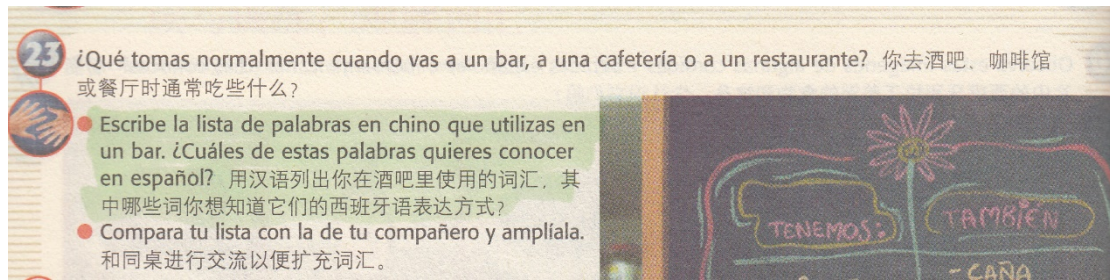 23 ¿Qué tomas normalmente cuando vas a un bar, a una cafetería o a un restaurante? 你去酒吧、咖啡馆
或餐厅时通常吃些什么?
● Escribe la lista de palabras en chino que utilizas en
un bar. ¿Cuáles de estas palabras quieres conocer
en español? 用汉语列出你在酒吧里使用的词汇，其
中哪些词你想知道它们的西班牙语表达方式?
● Compara tu lista con la de tu compañero y amplíala.
和同桌进行交流以便扩充词汇。
TENEMOS:
TAMBIÉN
- CAÑA